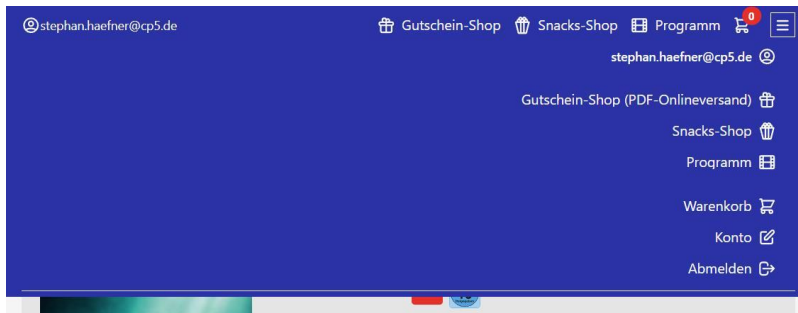 stephan.haefner@cp5.de Gutschein-Shop Snacks-Shop Programm 0
stephan.haefner@cp5.de
Gutschein-Shop (PDF-Onlineversand)
Snacks-Shop
Programm
Warenkorb
Konto
Abmelden